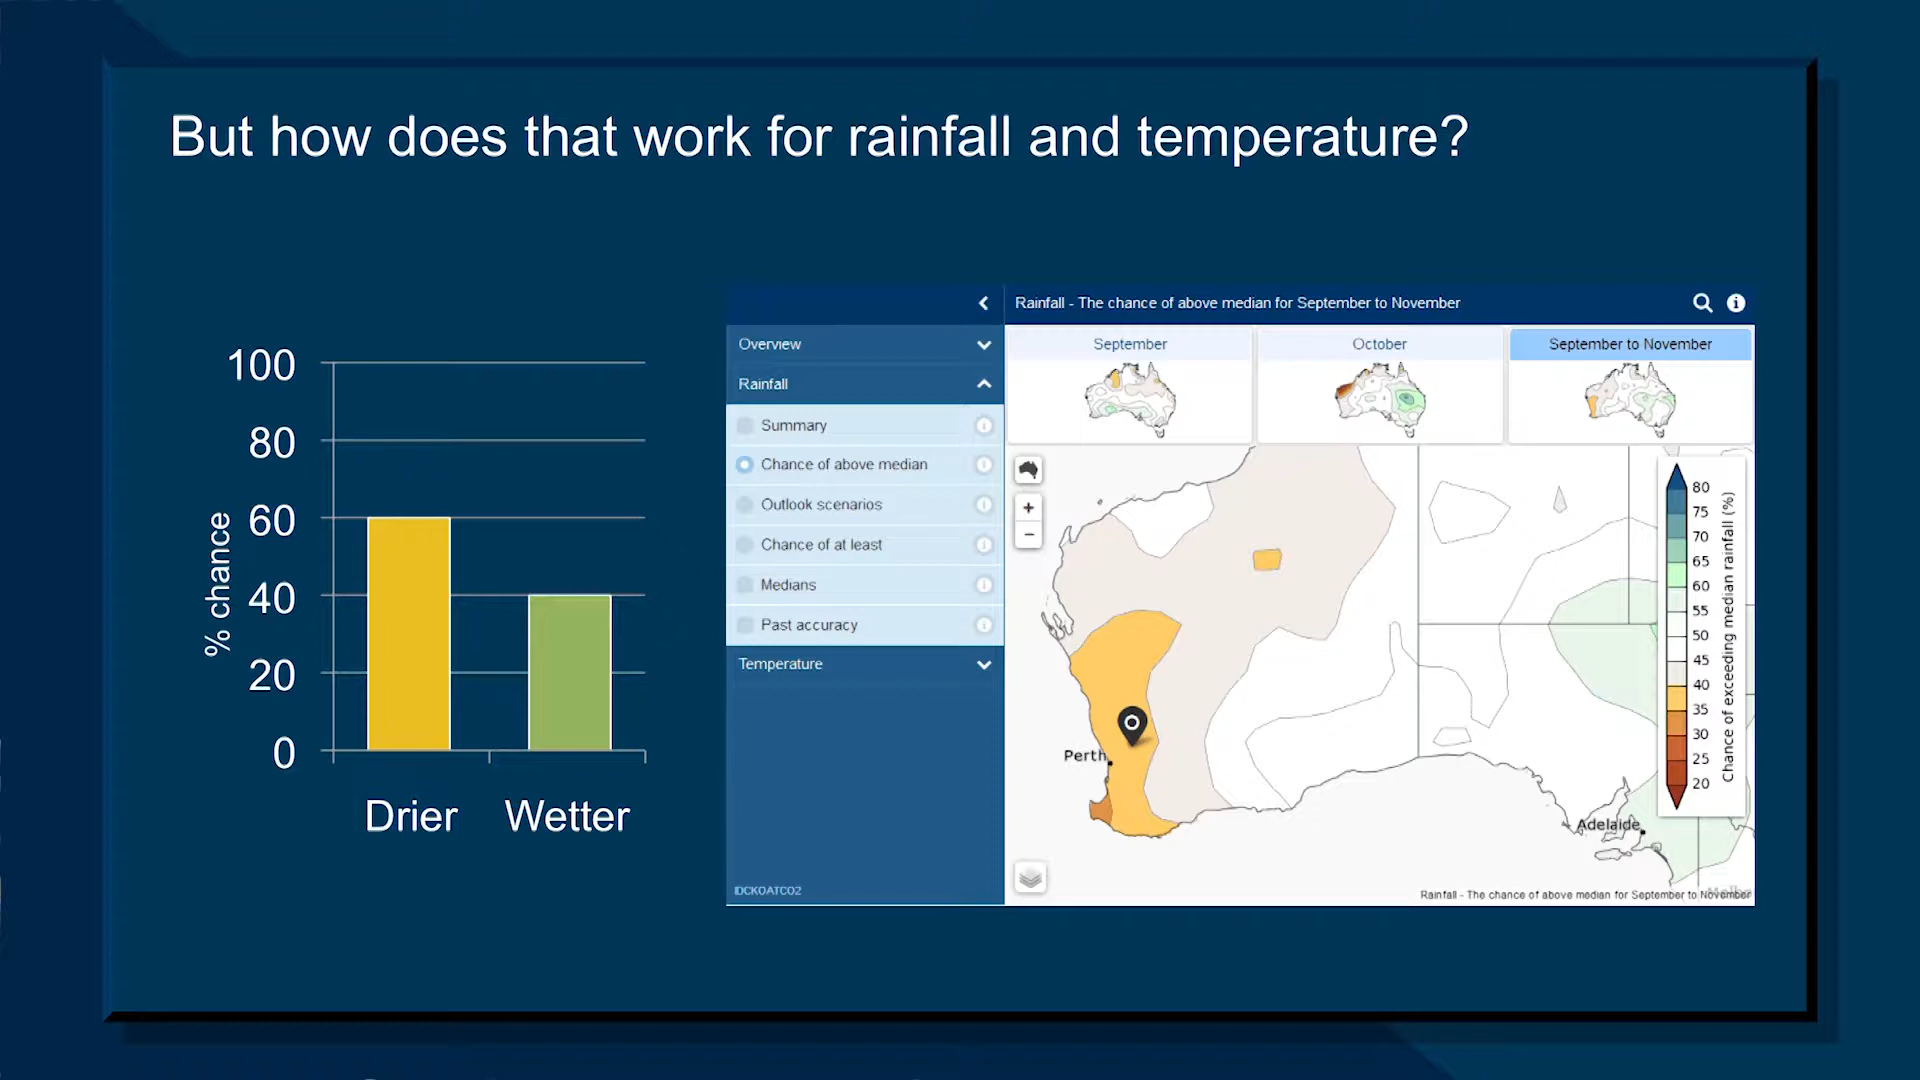 But how does that work for rainfall and temperature?
% chance
100
80
60
40
20
0
Drier Wetter
Rainfall - The chance of above median for September to November
Overview
Rainfall
Summary
Chance of above median
Outlook scenarios
Chance of at least
Medians
Past accuracy
Temperature
IDCKOATCO2
September
October
September to November
Perth
Adelaide
80
75
70
65
60
55
50
45
40
35
30
25
20
Chance of exceeding median rainfall (%)
Rainfall - The chance of above median for September to November